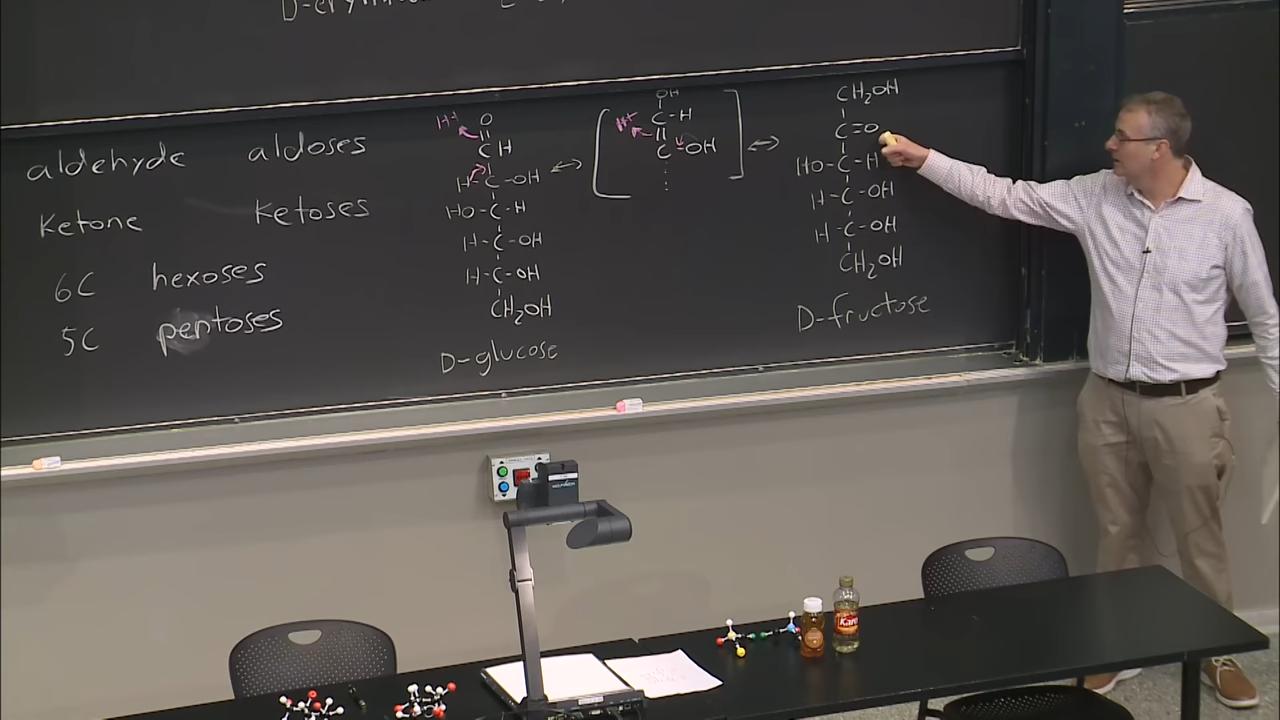 aldehyde aldoses
Ketone Ketoses
6C hexoses
5C pentoses
H+ O
C H
H-C-OH
HO-C-H
H-C-OH
H-C-OH
CH₂OH
D-glucose
OH
H+ C-H
C-OH
CH₂OH
C=O
HO-C-H
H-C-OH
H-C-OH
CH₂OH
D-fructose
Karo